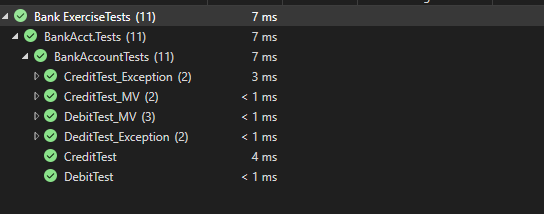 Bank ExerciseTests (11) 7 ms
BankAcct.Tests (11) 7 ms
BankAccountTests (11) 7 ms
CreditTest_Exception (2) 3 ms
CreditTest_MV (2) < 1 ms
DebitTest_MV (3) < 1 ms
DeditTest_Exception (2) < 1 ms
CreditTest 4 ms
DebitTest < 1 ms